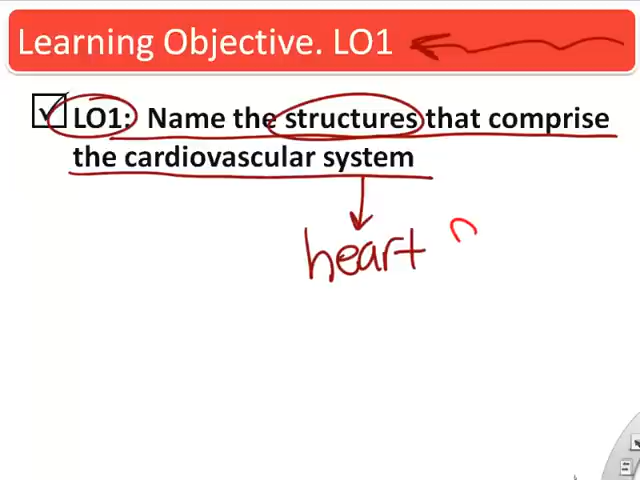 Learning Objective. LO1
LO1: Name the structures that comprise
the cardiovascular system
heart